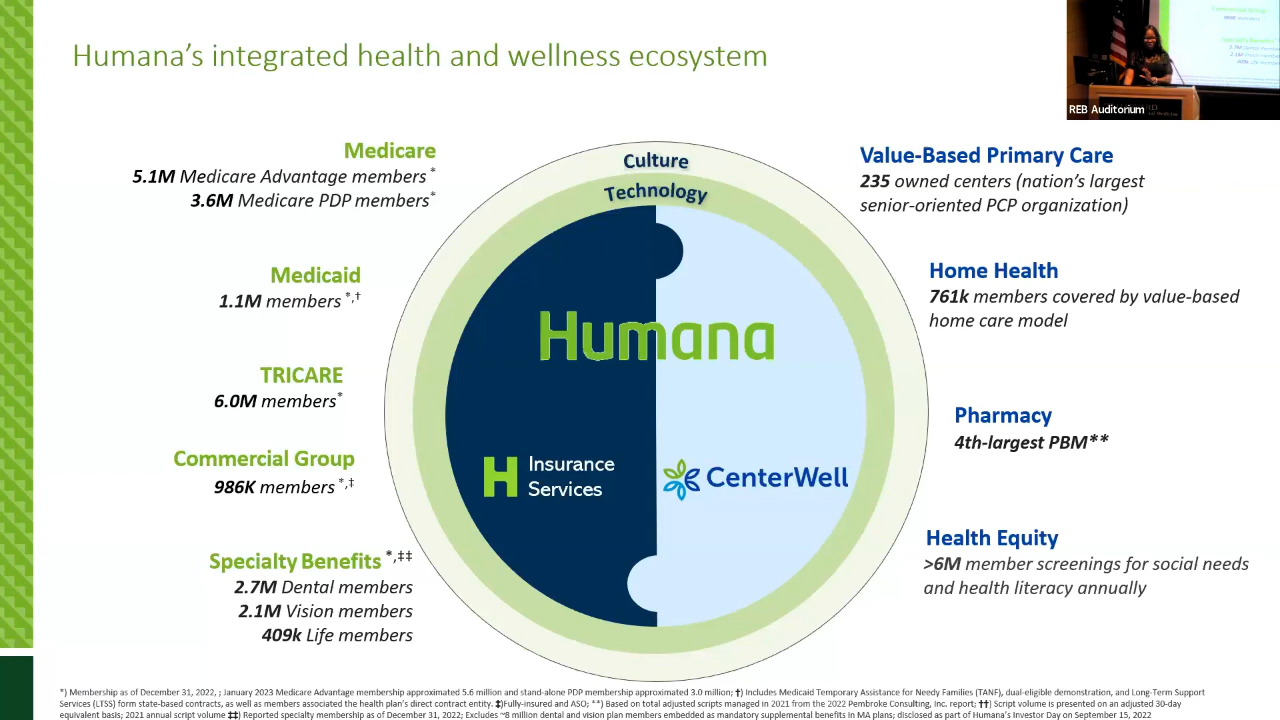 Humana's integrated health and wellness ecosystem
REB Auditorium
Medicare
5.1M Medicare Advantage members *
3.6M Medicare PDP members*
Medicaid
1.1M members *,†
TRICARE
6.0M members*
Commercial Group
986K members *,‡
Specialty Benefits *,‡‡
2.7M Dental members
2.1M Vision members
409k Life members
Culture
Technology
Humana
H Insurance
Services
CenterWell
Value-Based Primary Care
235 owned centers (nation's largest
senior-oriented PCP organization)
Home Health
761k members covered by value-based
home care model
Pharmacy
4th-largest PBM**
Health Equity
>6M member screenings for social needs
and health literacy annually
*) Membership as of December 31, 2022, ; January 2023 Medicare Advantage membership approximated 5.6 million and stand-alone PDP membership approximated 3.0 million; †) Includes Medicaid Temporary Assistance for Needy Families (TANF), dual-eligible demonstration, and Long-Term Support
Services (LTSS) form state-based contracts, as well as members associated the health plan's direct contract entity. ‡)Fully-insured and ASO; **) Based on total adjusted scripts managed in 2021 from the 2022 Pembroke Consulting, Inc. report; ††) Script volume is presented on an adjusted 30-day
equivalent basis; 2021 annual script volume ‡‡) Reported specialty membership as of December 31, 2022; Excludes ~8 million dental and vision plan members embedded as mandatory supplemental benefits in MA plans; disclosed as part of Humana's Investor Day on September 15, 2022